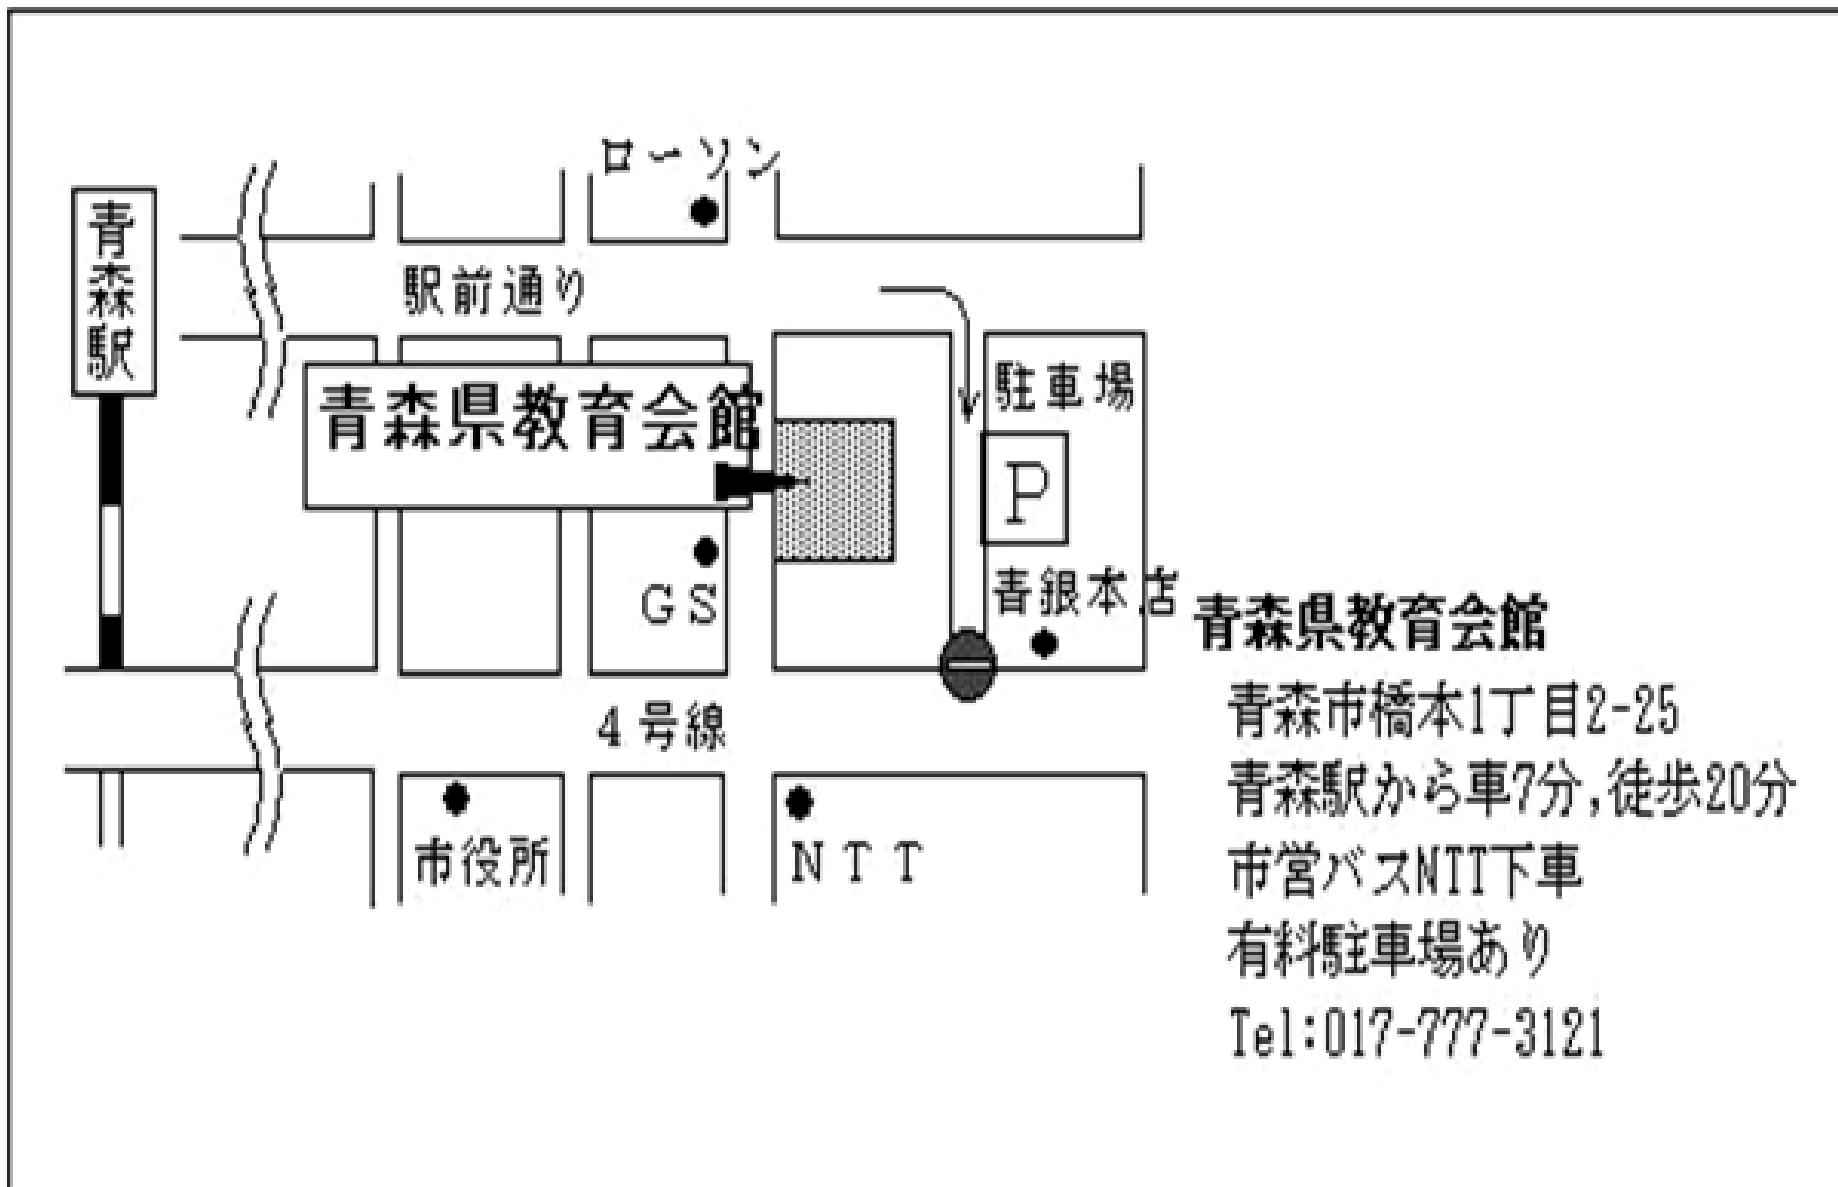 ローソン
青森駅
駅前通り
駐車場
青森県教育会館
P
GS
青銀本店
青森県教育会館
青森市橋本1丁目2-25
4号線
青森駅から車7分,徒歩20分
市役所
NTT
市営バスNTT下車
有料駐車場あり
Tel:017-777-3121